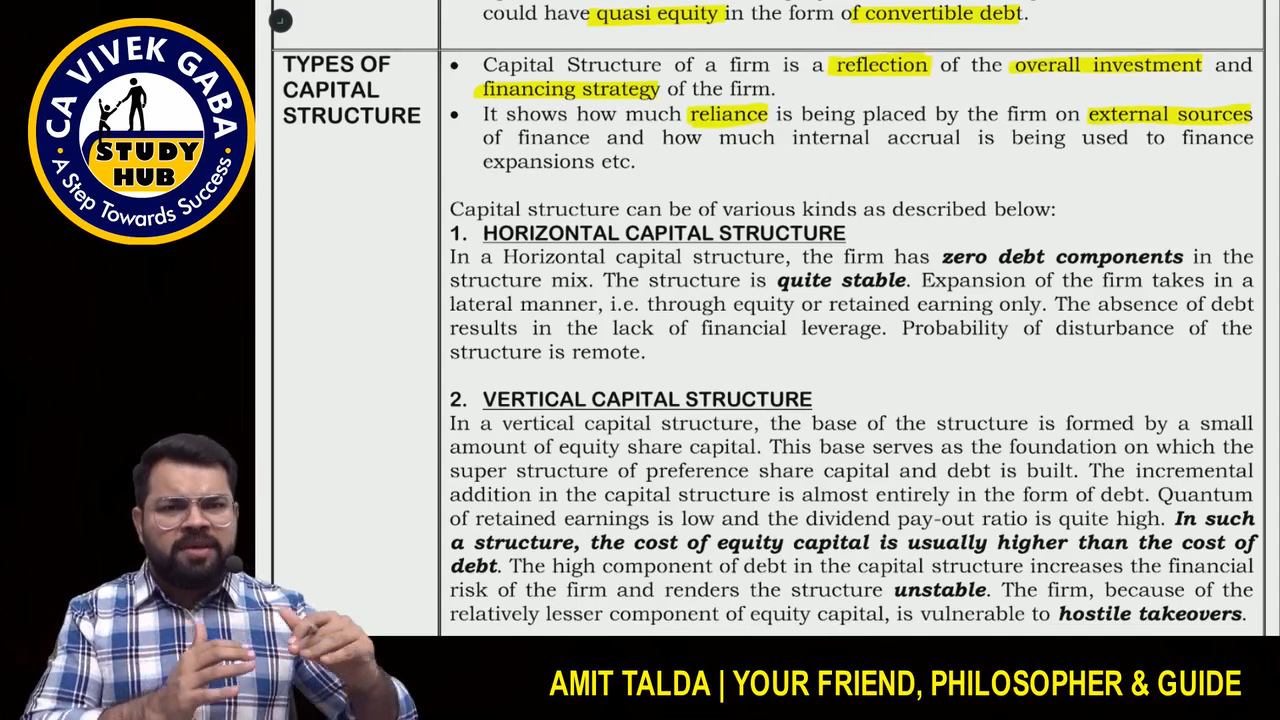 CA VIVEK GABA
STUDY
HUB
A Step Towards Success
could have quasi equity in the form of convertible debt.
TYPES OF
CAPITAL
STRUCTURE
• Capital Structure of a firm is a reflection of the overall investment and
financing strategy of the firm.
• It shows how much reliance is being placed by the firm on external sources
of finance and how much internal accrual is being used to finance
expansions etc.
Capital structure can be of various kinds as described below:
1. HORIZONTAL CAPITAL STRUCTURE
In a Horizontal capital structure, the firm has zero debt components in the
structure mix. The structure is quite stable. Expansion of the firm takes in a
lateral manner, i.e. through equity or retained earning only. The absence of debt
results in the lack of financial leverage. Probability of disturbance of the
structure is remote.
2. VERTICAL CAPITAL STRUCTURE
In a vertical capital structure, the base of the structure is formed by a small
amount of equity share capital. This base serves as the foundation on which the
super structure of preference share capital and debt is built. The incremental
addition in the capital structure is almost entirely in the form of debt. Quantum
of retained earnings is low and the dividend pay-out ratio is quite high. In such
a structure, the cost of equity capital is usually higher than the cost of
debt. The high component of debt in the capital structure increases the financial
risk of the firm and renders the structure unstable. The firm, because of the
relatively lesser component of equity capital, is vulnerable to hostile takeovers.
AMIT TALDA | YOUR FRIEND, PHILOSOPHER & GUIDE